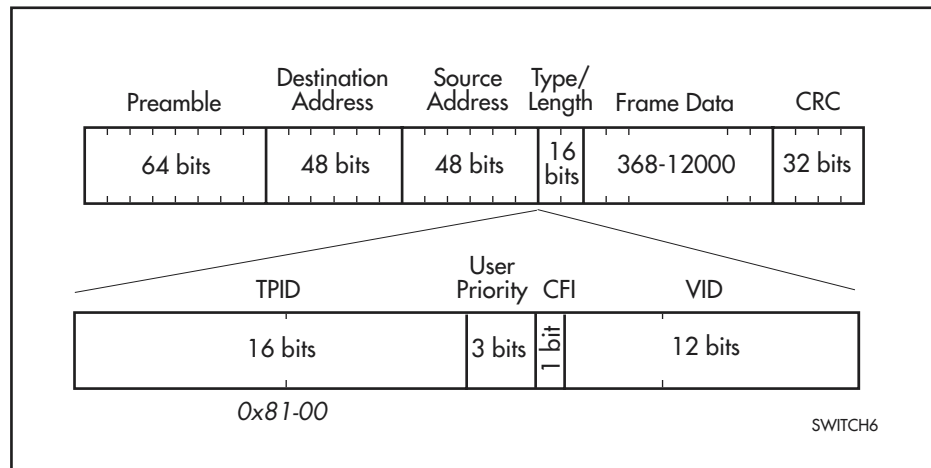 Preamble
Destination
Address
Source
Address
Type/
Length
Frame Data
CRC
64 bits
48 bits
48 bits
16
bits
368-12000
32 bits
TPID
User
Priority
CFI
VID
16 bits
3 bits
1 bit
12 bits
0x81-00
SWITCH6